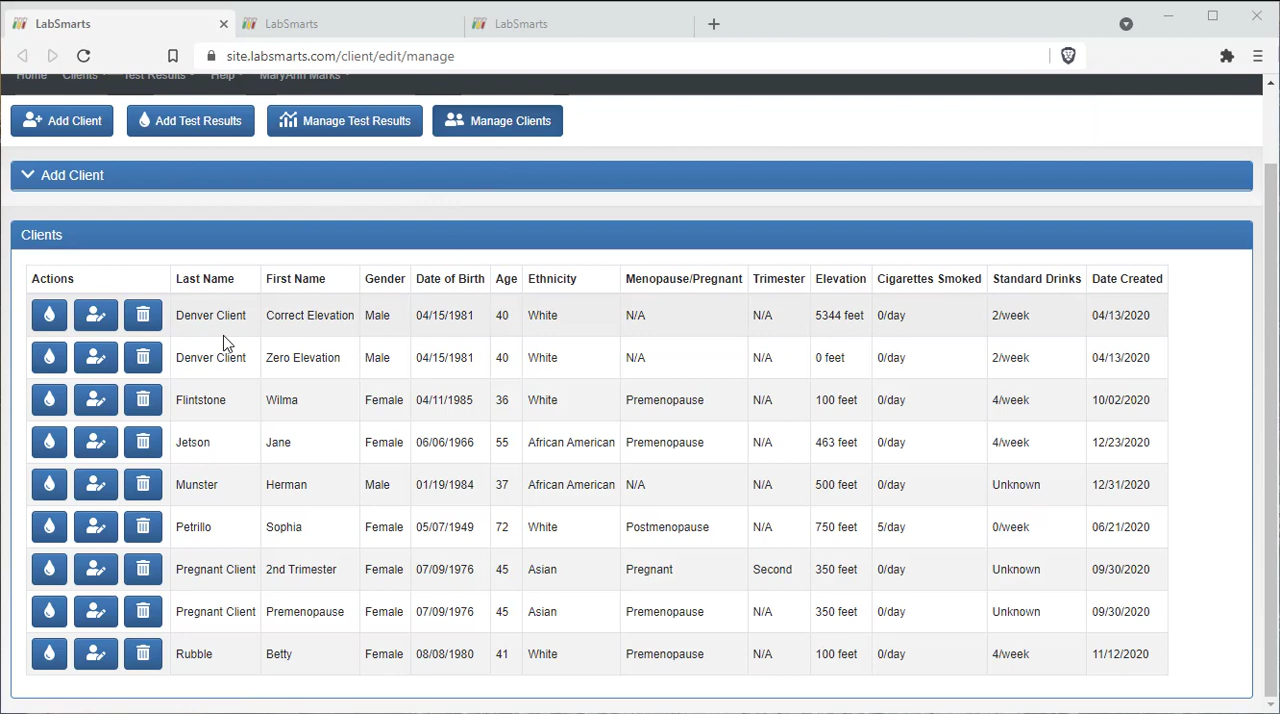 LabSmarts LabSmarts LabSmarts
site.labsmarts.com/client/edit/manage
Home Clients Test Results Help MaryAnn Marks
Add Client Add Test Results Manage Test Results Manage Clients
Add Client
Clients
Actions Last Name First Name Gender Date of Birth Age Ethnicity Menopause/Pregnant Trimester Elevation Cigarettes Smoked Standard Drinks Date Created
Denver Client Correct Elevation Male 04/15/1981 40 White N/A N/A 5344 feet 0/day 2/week 04/13/2020
Denver Client Zero Elevation Male 04/15/1981 40 White N/A N/A 0 feet 0/day 2/week 04/13/2020
Flintstone Wilma Female 04/11/1985 36 White Premenopause N/A 100 feet 0/day 4/week 10/02/2020
Jetson Jane Female 06/06/1966 55 African American Premenopause N/A 463 feet 0/day 4/week 12/23/2020
Munster Herman Male 01/19/1984 37 African American N/A N/A 500 feet 0/day Unknown 12/31/2020
Petrillo Sophia Female 05/07/1949 72 White Postmenopause N/A 750 feet 5/day 0/week 06/21/2020
Pregnant Client 2nd Trimester Female 07/09/1976 45 Asian Pregnant Second 350 feet 0/day Unknown 09/30/2020
Pregnant Client Premenopause Female 07/09/1976 45 Asian Premenopause N/A 350 feet 0/day Unknown 09/30/2020
Rubble Betty Female 08/08/1980 41 White Premenopause N/A 100 feet 0/day 4/week 11/12/2020